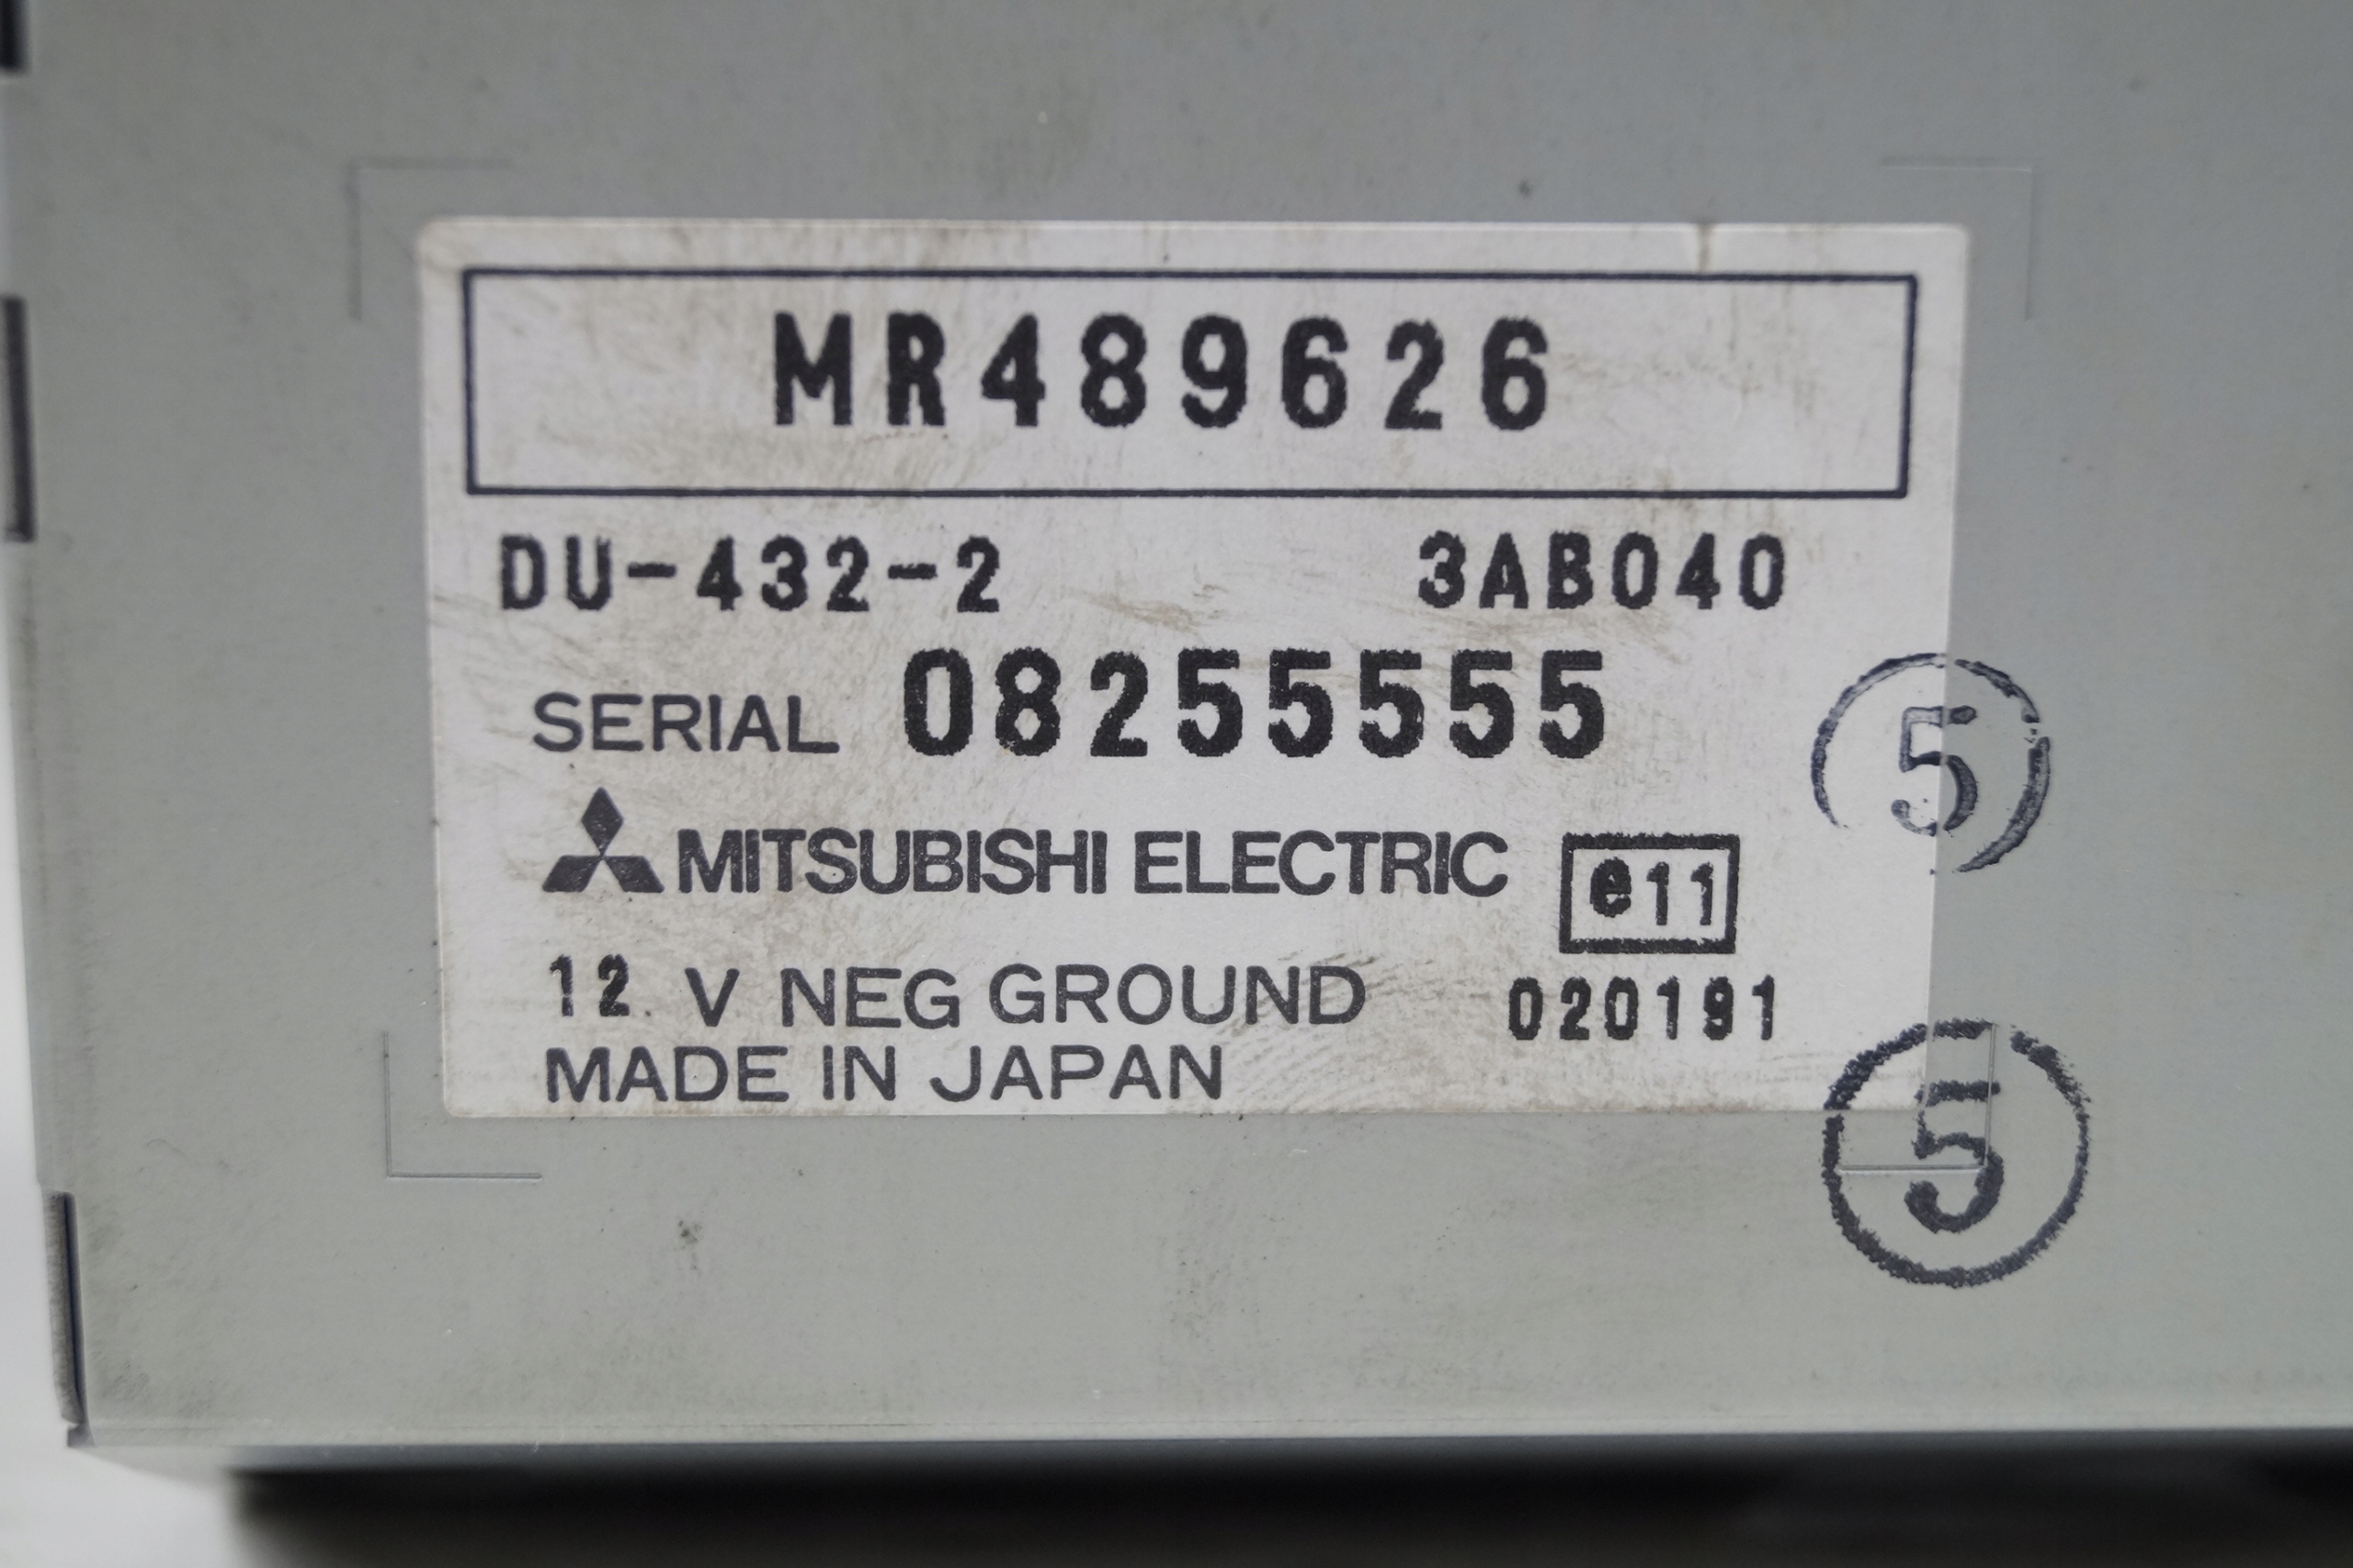 MR489626
DU-432-2 3AB040
SERIAL 08255555
5
MITSUBISHI ELECTRIC e11
12 V NEG GROUND 020191
MADE IN JAPAN
5